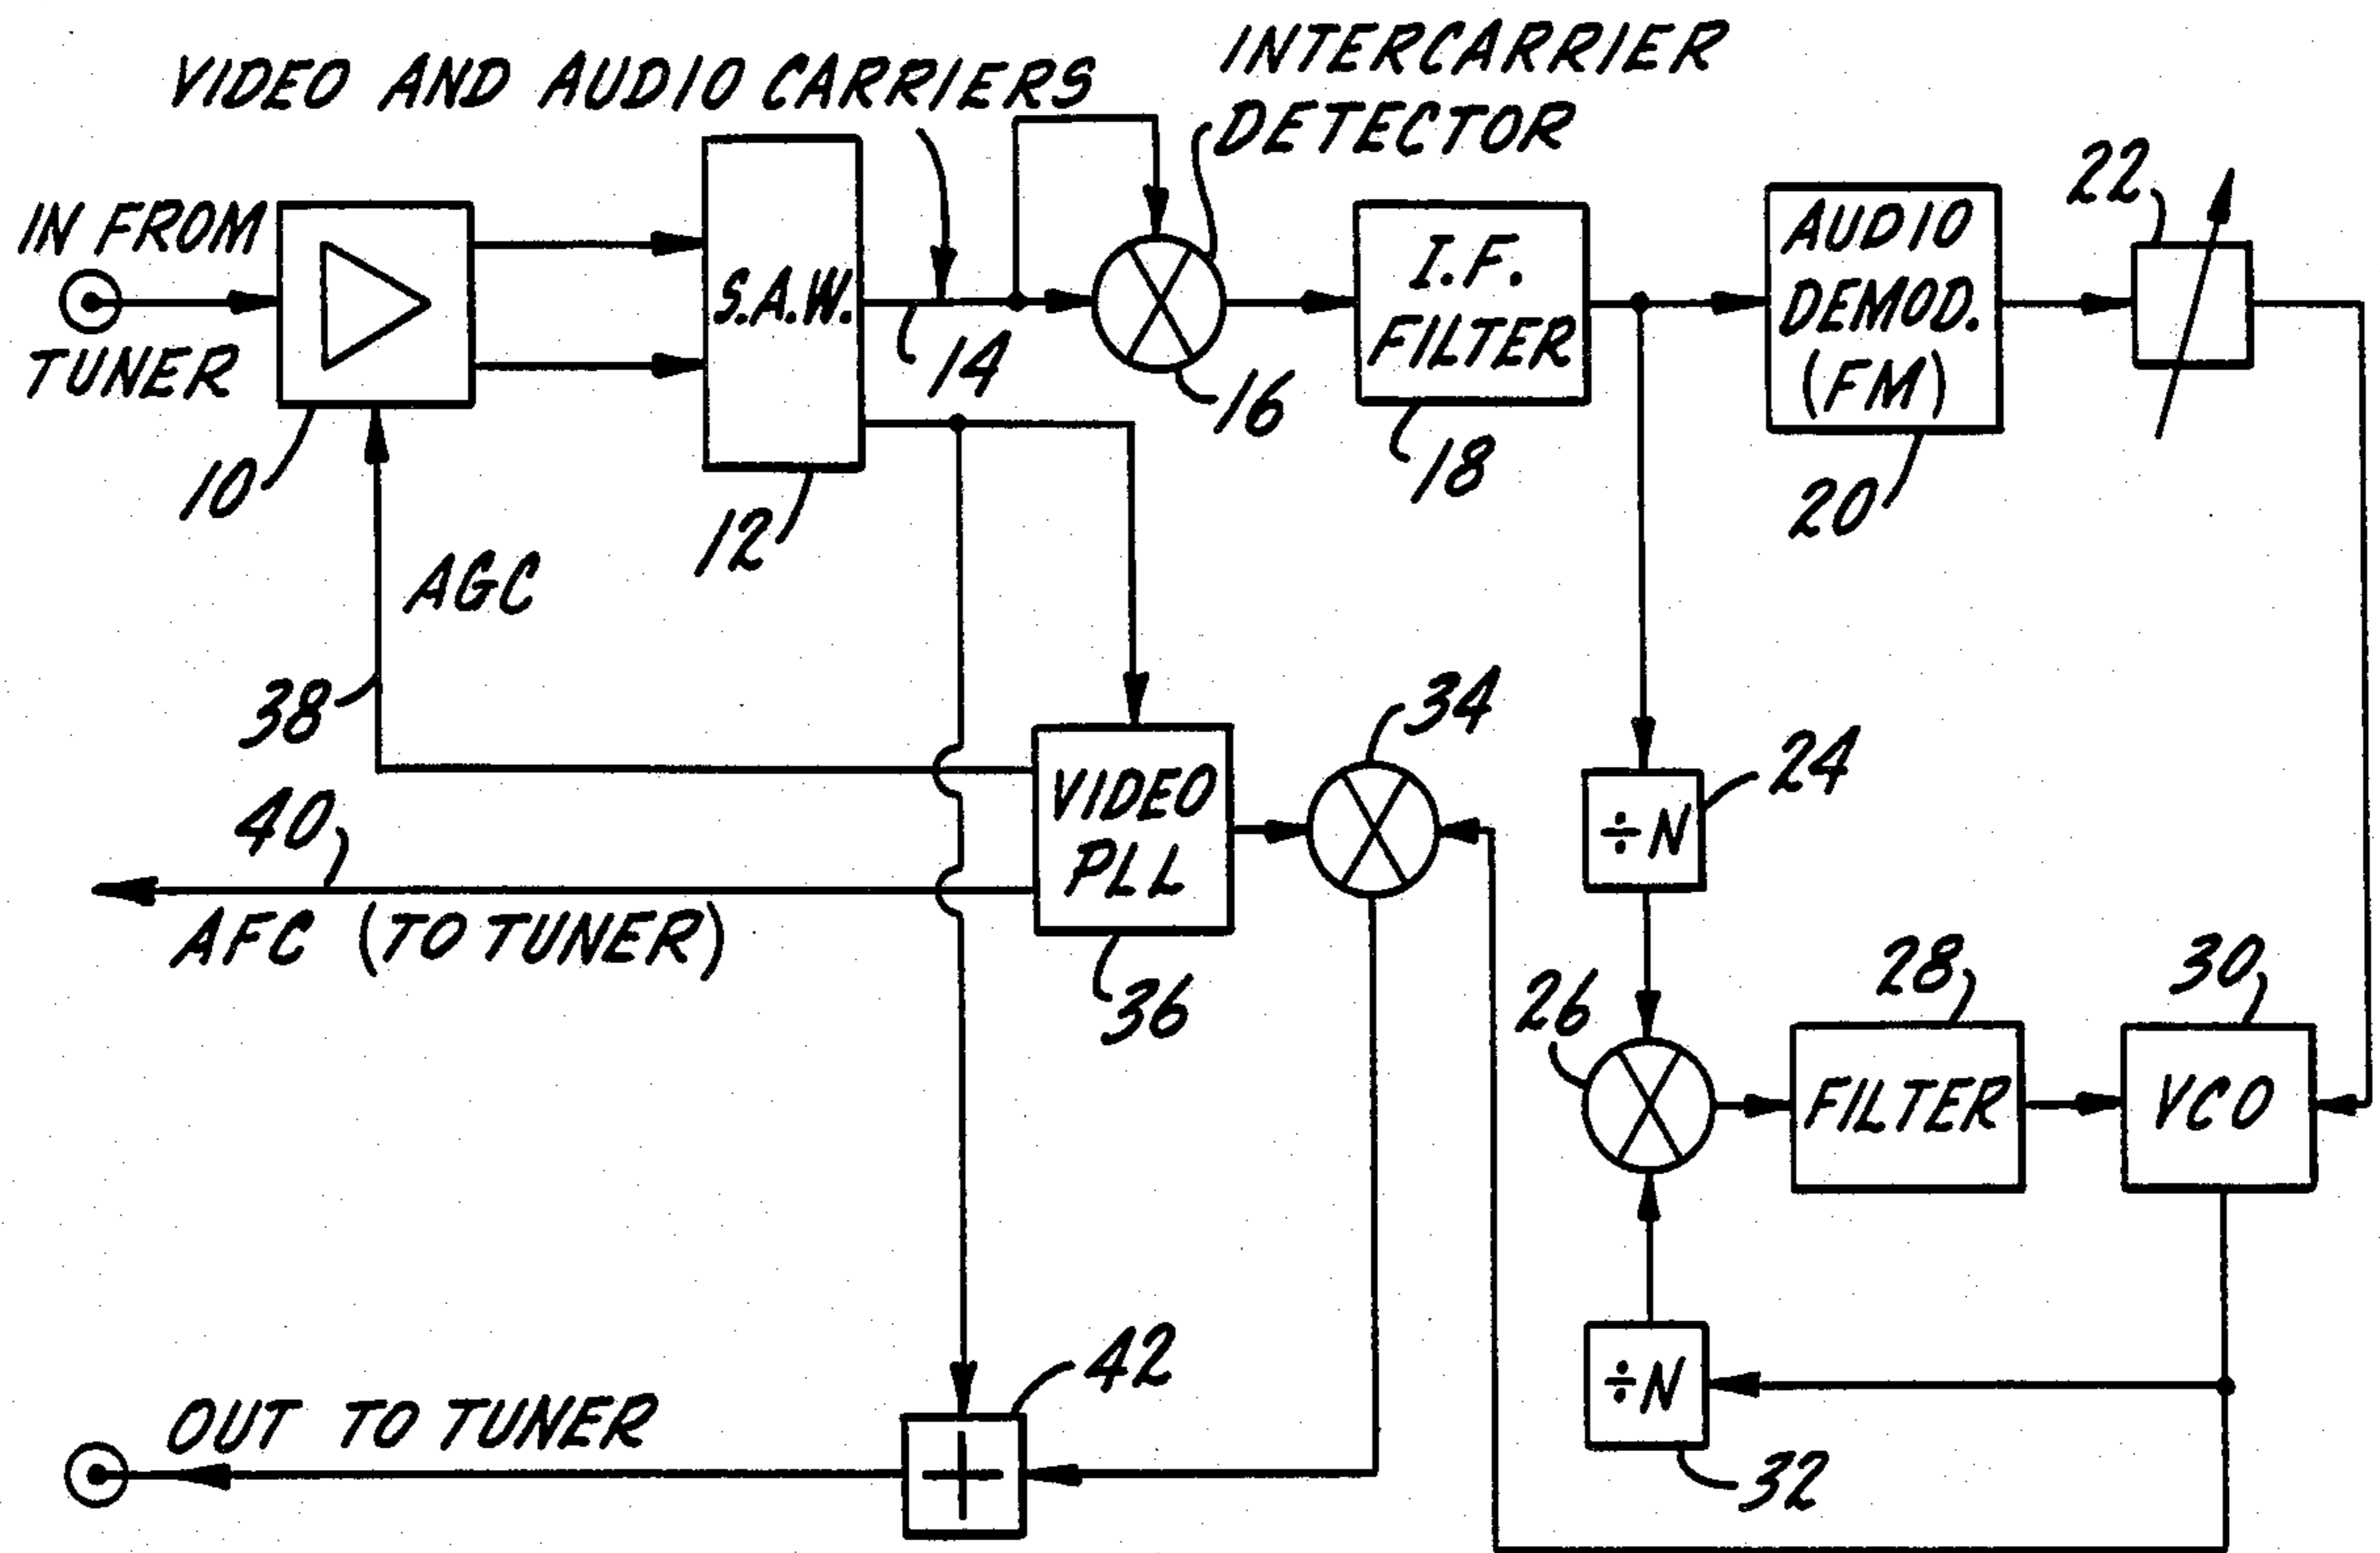 VIDEO AND AUDIO CARRIERS
INTERCARRIER
DETECTOR
IN FROM
TUNER
S.A.W.
I.F.
FILTER
AUDIO
DEMOD.
(FM)
22
14
16
18
20
10
12
AGC
38
34
24
VIDEO
PLL
÷N
40
AFC (TO TUNER)
36
26
28
30
FILTER
VCO
42
÷N
32
OUT TO TUNER